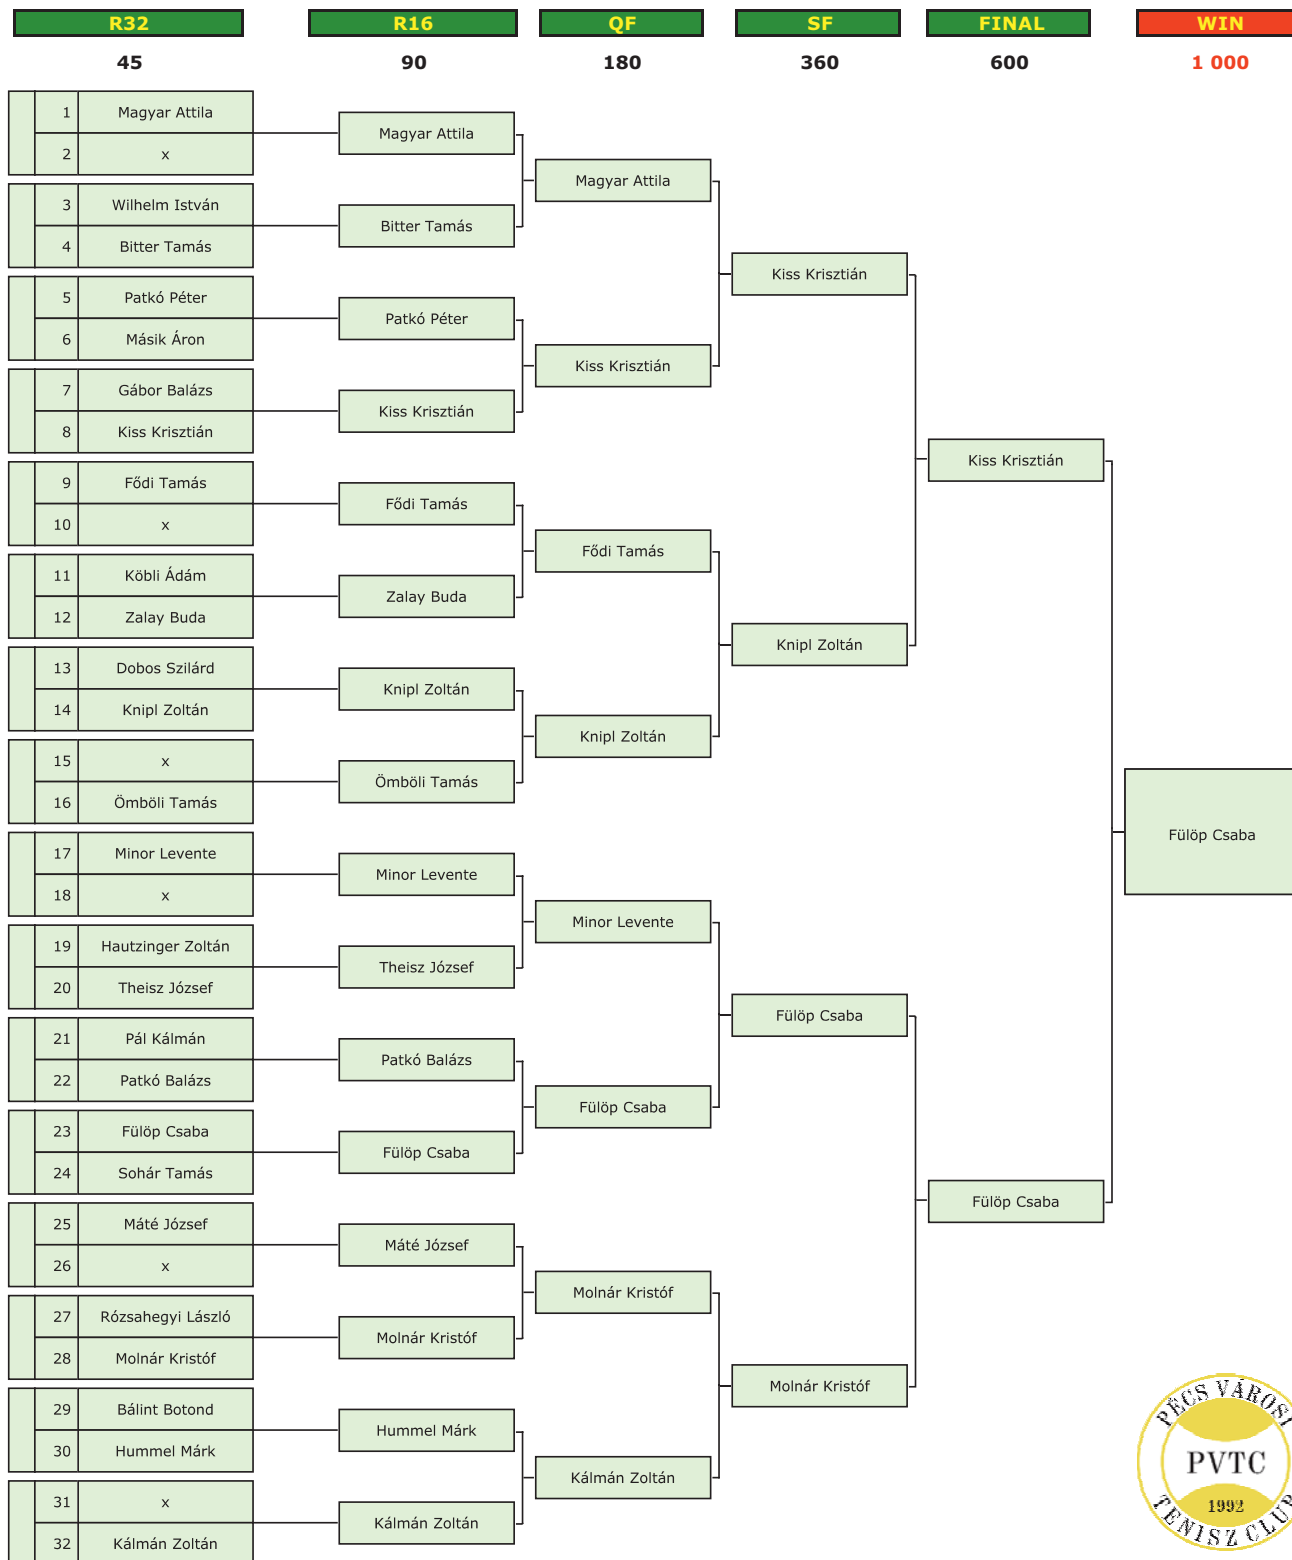 R32 R16 QF SF FINAL WIN
45 90 180 360 600 1 000
1 Magyar Attila
2 x
3 Wilhelm István
4 Bitter Tamás
5 Patkó Péter
6 Másik Áron
7 Gábor Balázs
8 Kiss Krisztián
9 Fődi Tamás
10 x
11 Köbli Ádám
12 Zalay Buda
13 Dobos Szilárd
14 Knipl Zoltán
15 x
16 Ömböli Tamás
17 Minor Levente
18 x
19 Hautzinger Zoltán
20 Theisz József
21 Pál Kálmán
22 Patkó Balázs
23 Fülöp Csaba
24 Sohár Tamás
25 Máté József
26 x
27 Rózsahegyi László
28 Molnár Kristóf
29 Bálint Botond
30 Hummel Márk
31 x
32 Kálmán Zoltán
Magyar Attila
Bitter Tamás
Patkó Péter
Kiss Krisztián
Fődi Tamás
Zalay Buda
Knipl Zoltán
Ömböli Tamás
Minor Levente
Theisz József
Patkó Balázs
Fülöp Csaba
Máté József
Molnár Kristóf
Hummel Márk
Kálmán Zoltán
Magyar Attila
Kiss Krisztián
Fődi Tamás
Knipl Zoltán
Minor Levente
Fülöp Csaba
Molnár Kristóf
Kálmán Zoltán
Kiss Krisztián
Knipl Zoltán
Fülöp Csaba
Molnár Kristóf
Kiss Krisztián
Fülöp Csaba
Fülöp Csaba
PÉCS VÁROSI
PVTC
1992
TENISZ CLUB